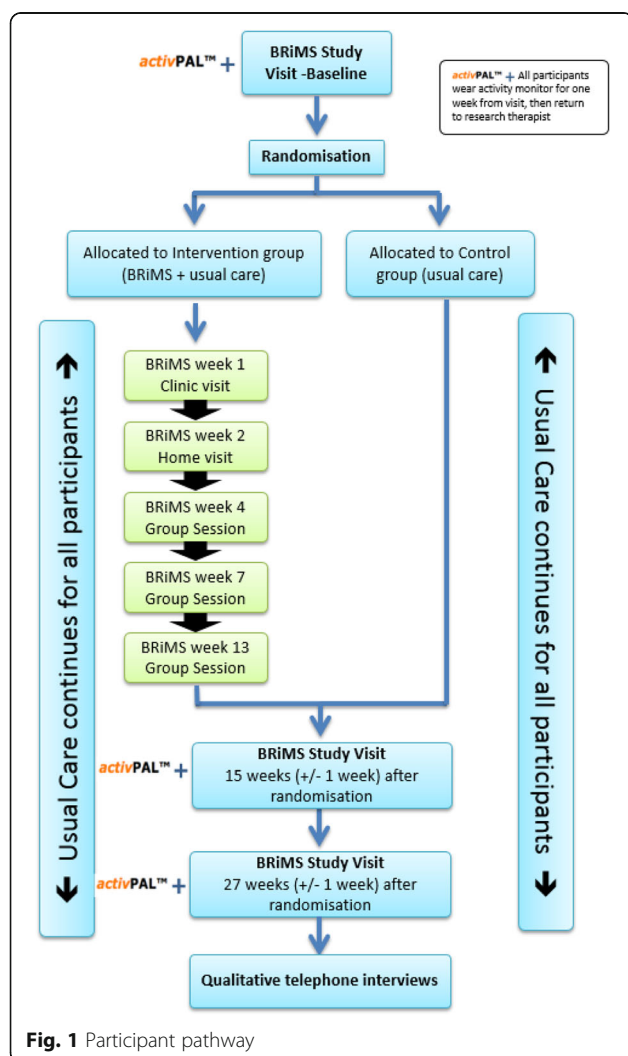 activPAL™ +
BRiMS Study
Visit -Baseline
activPAL™ + All participants
wear activity monitor for one
week from visit, then return
to research therapist
Randomisation
Allocated to Intervention group
(BRiMS + usual care)
Allocated to Control
group (usual care)
Usual Care continues for all participants
BRiMS week 1
Clinic visit
BRiMS week 2
Home visit
BRiMS week 4
Group Session
BRiMS week 7
Group Session
BRiMS week 13
Group Session
Usual Care continues for all participants
activPAL™ +
BRiMS Study Visit
15 weeks (+/- 1 week) after
randomisation
activPAL™ +
BRiMS Study Visit
27 weeks (+/- 1 week) after
randomisation
Qualitative telephone interviews
Fig. 1 Participant pathway